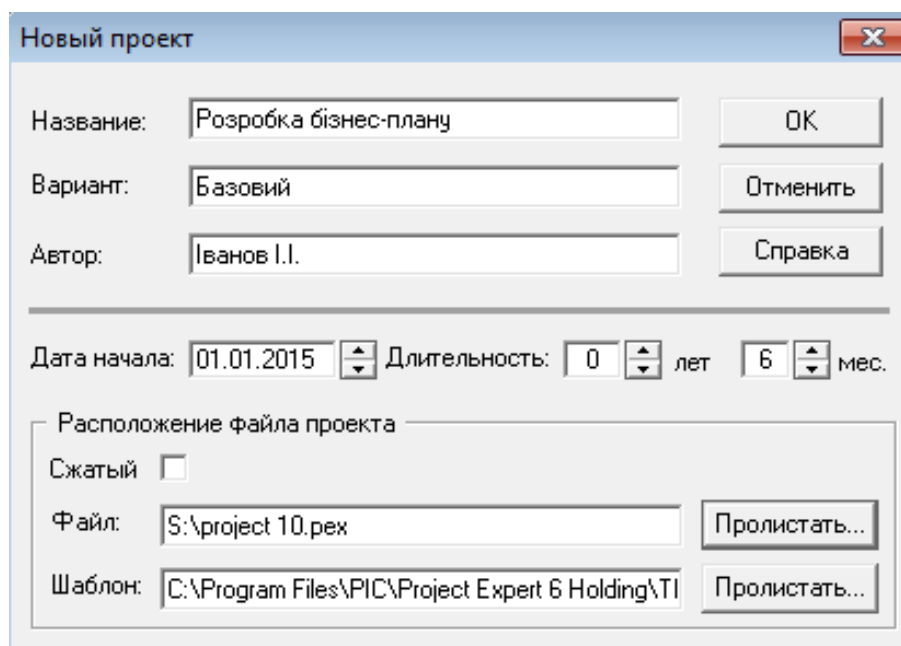 Новый проект
Название: Розробка бізнес-плану OK
Вариант: Базовий Отменить
Автор: Іванов І.І. Справка
Дата начала: 01.01.2015 Длительность: 0 лет 6 мес.
Расположение файла проекта
Сжатый
Файл: S:\project 10.pex Пролистать...
Шаблон: C:\Program Files\PIC\Project Expert 6 Holding\TI Пролистать...